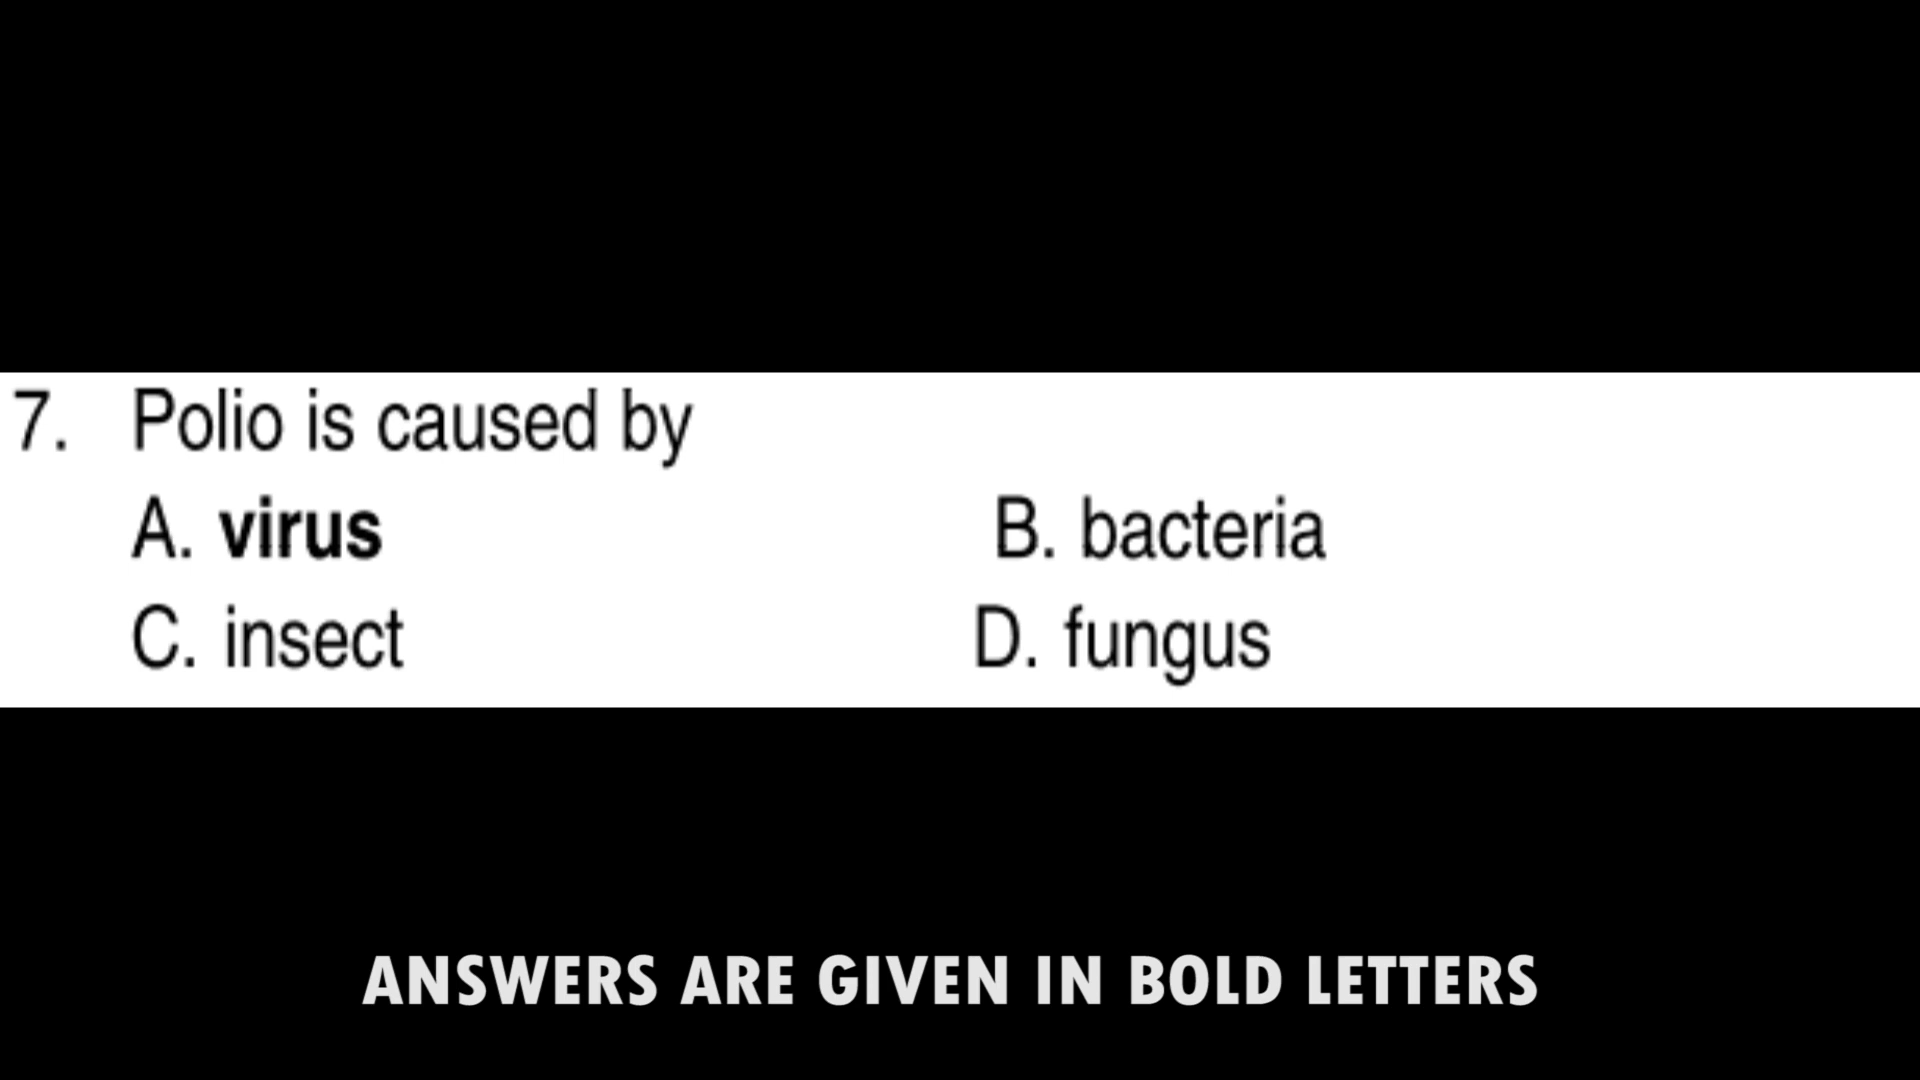 7. Polio is caused by
A. virus B. bacteria
C. insect D. fungus
ANSWERS ARE GIVEN IN BOLD LETTERS